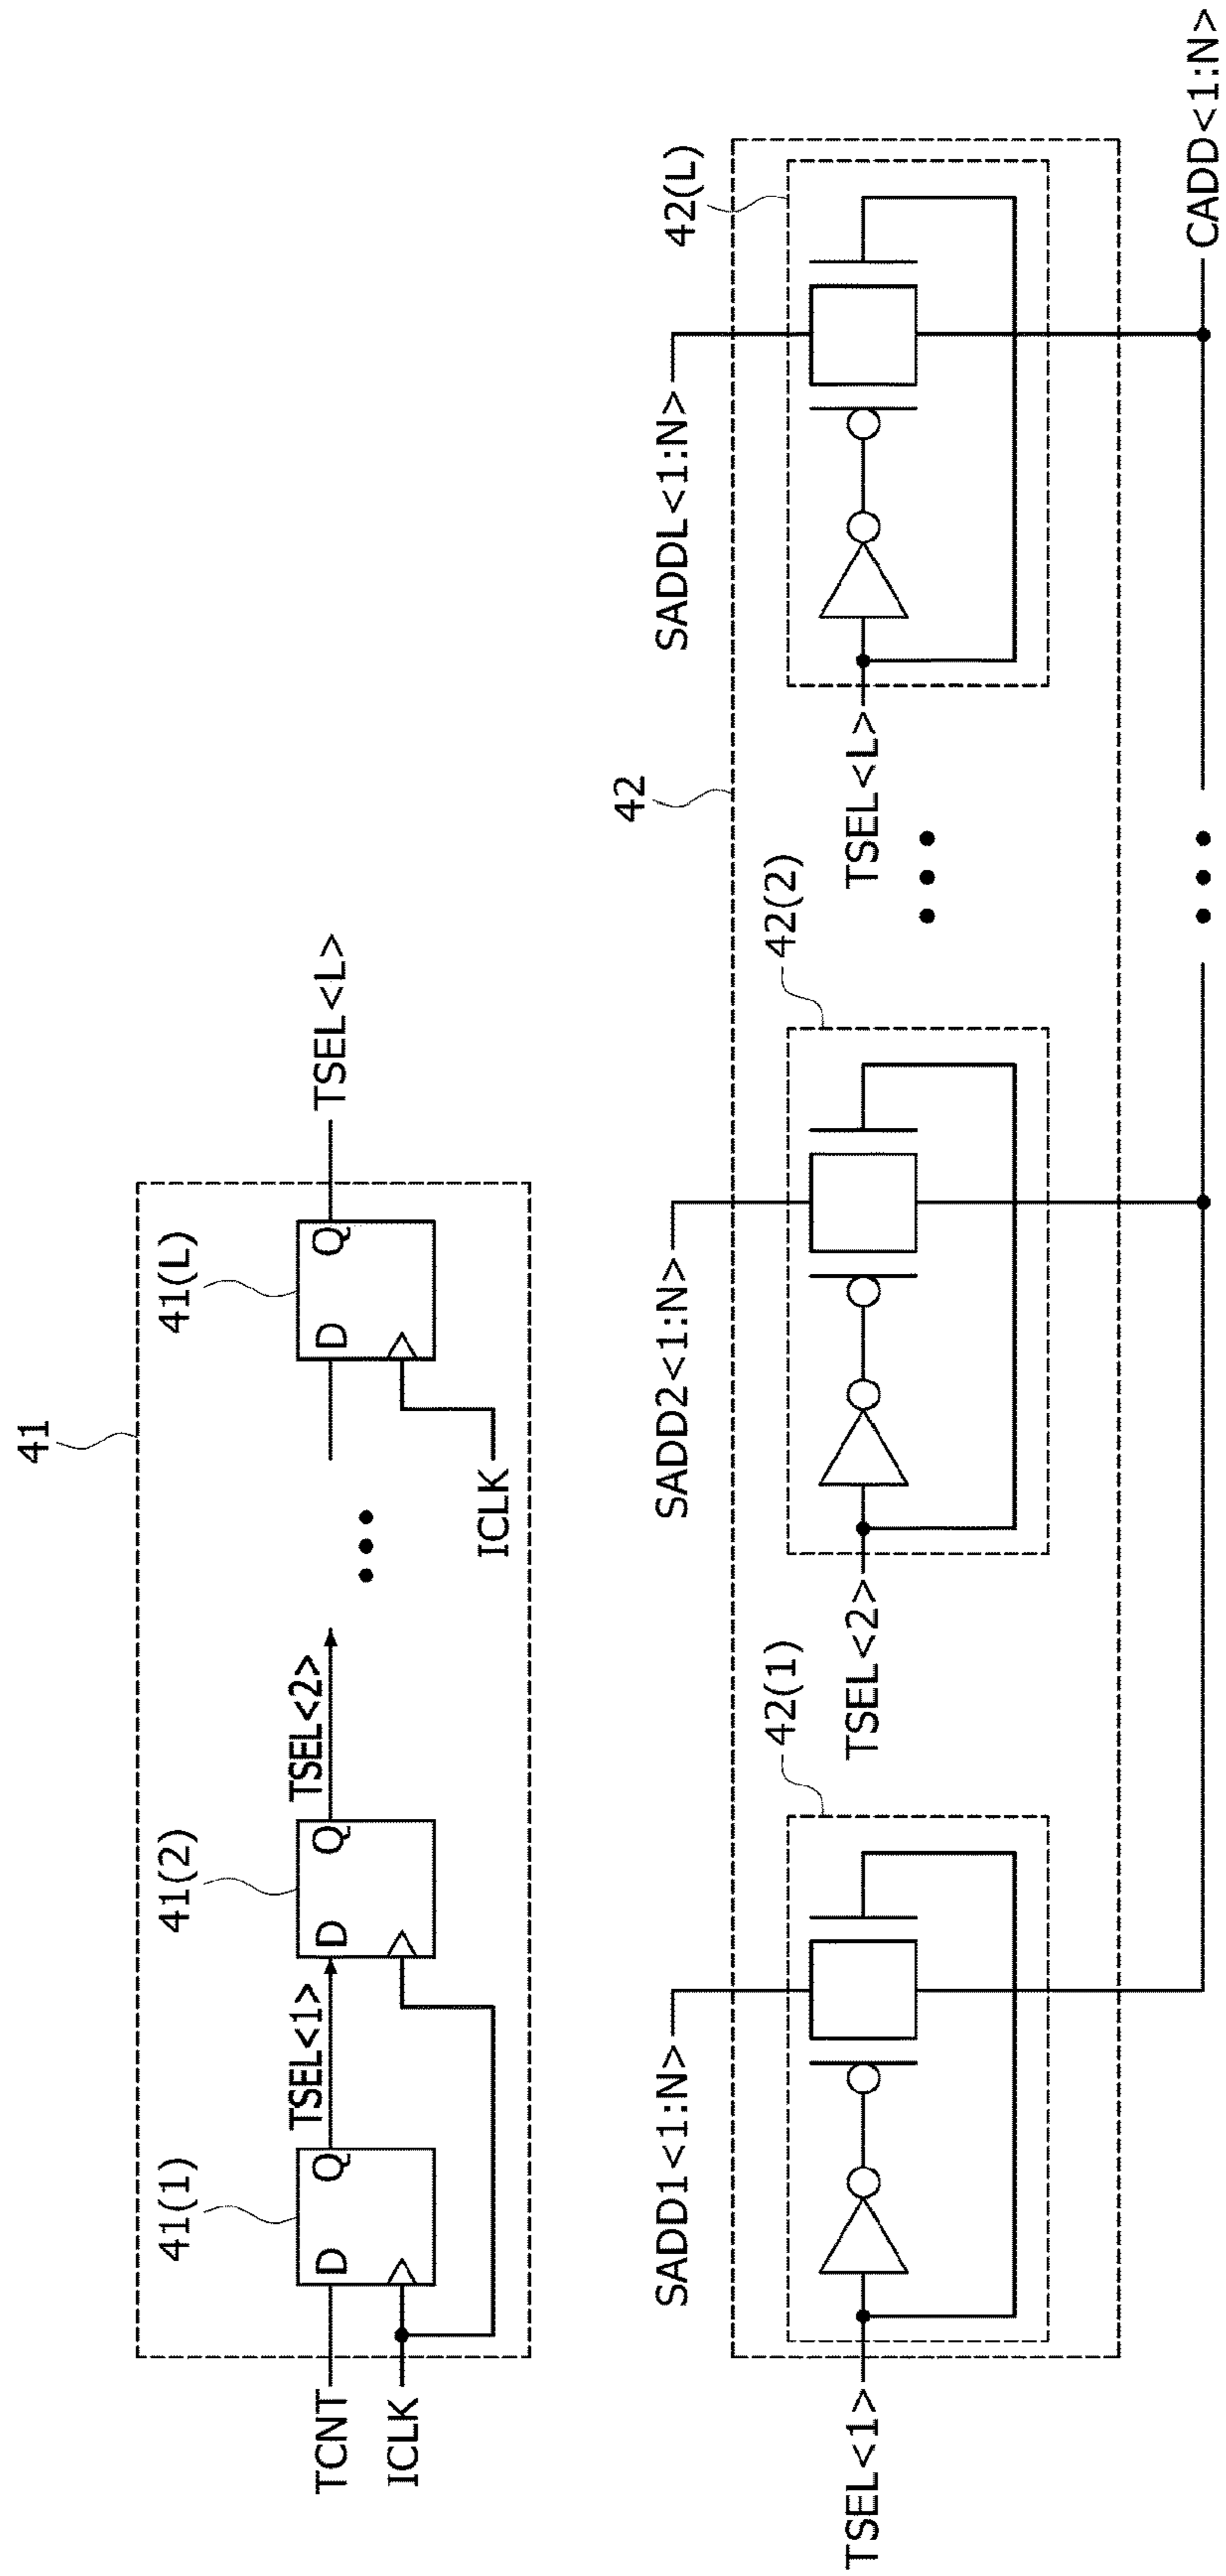 41
41(1)
41(2)
41(L)
TCNT
D
Q
TSEL<1>
D
Q
TSEL<2>
D
Q
TSEL<L>
ICLK
ICLK
42
SADD1<1:N>
42(1)
SADD2<1:N>
42(2)
SADDL<1:N>
42(L)
TSEL<1>
TSEL<2>
TSEL<L>
CADD<1:N>